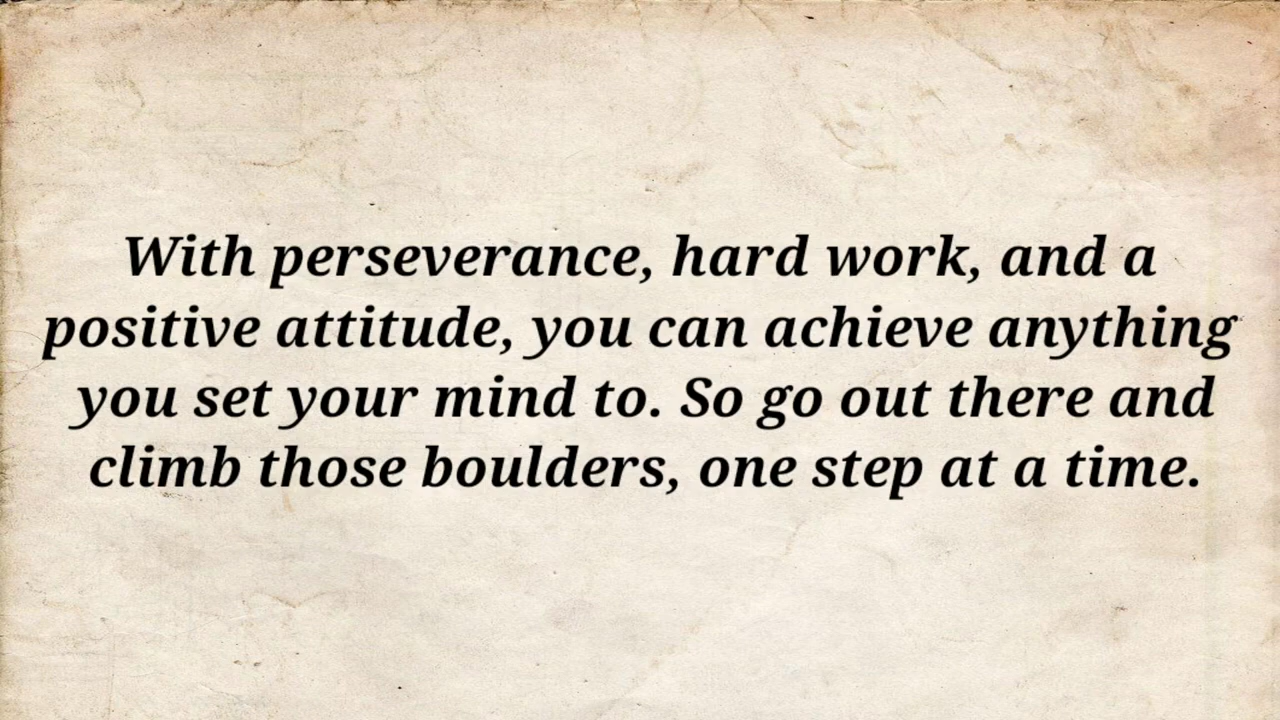 With perseverance, hard work, and a
positive attitude, you can achieve anything
you set your mind to. So go out there and
climb those boulders, one step at a time.